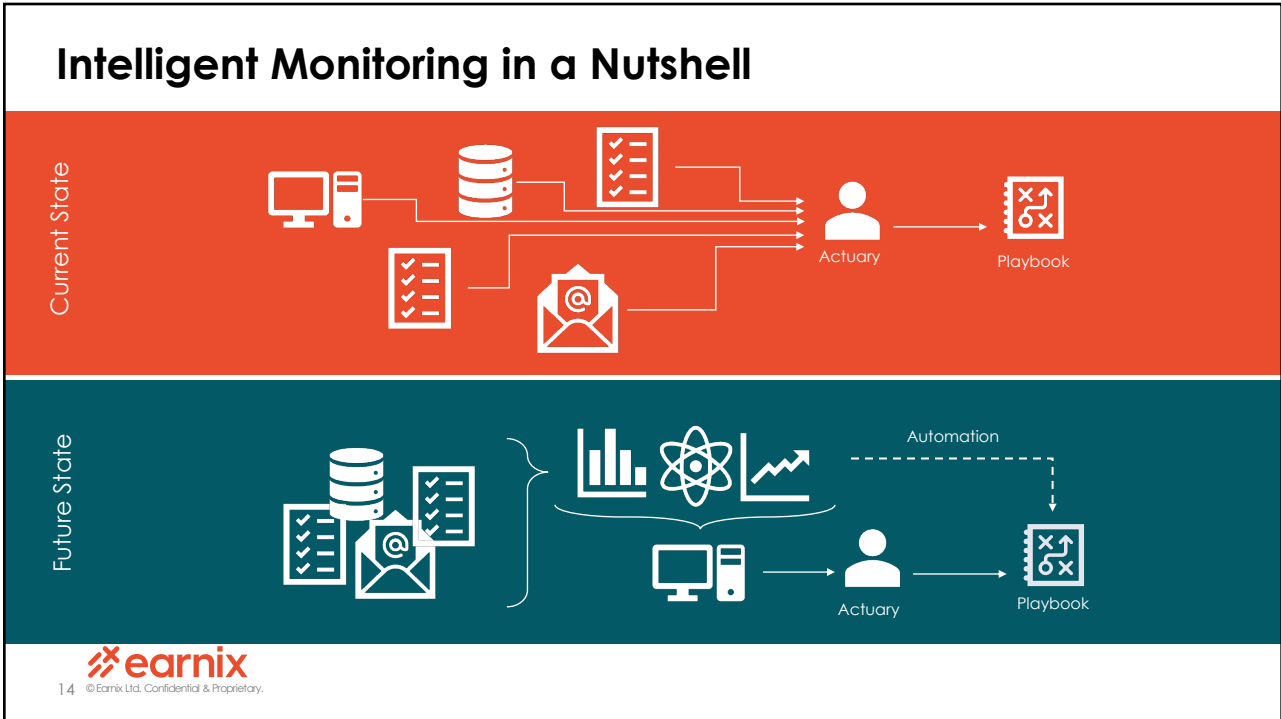 Intelligent Monitoring in a Nutshell
Current State
@
Actuary
Playbook
Future State
@
Automation
Actuary
Playbook
earnix
14 © Earnix Ltd. Confidential & Proprietary.